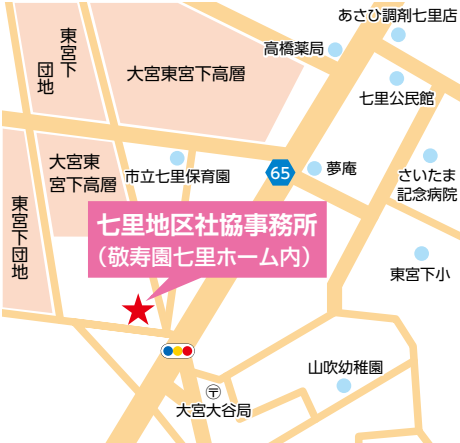 あさひ調剤七里店
高橋薬局
東宮下
団地
大宮東宮下高層
七里公民館
大宮東
宮下高層
市立七里保育園
65
夢庵
さいたま
記念病院
東宮下団地
七里地区社協事務所
（敬寿園七里ホーム内）
東宮下小
山吹幼稚園
〒
大宮大谷局